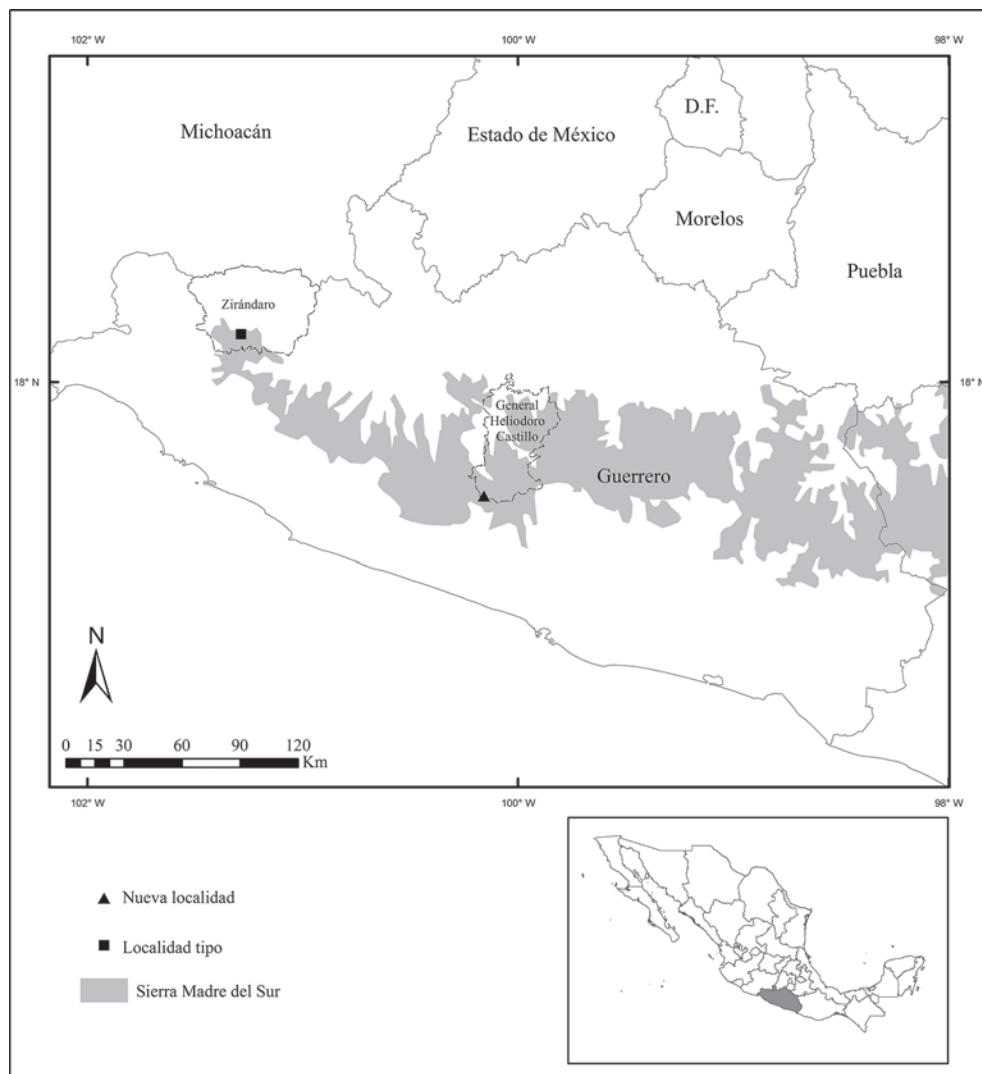 102° W 100° W 98° W
Michoacán
Estado de México
D.F.
Morelos
Puebla
Zirándaro
18° N 18° N
General
Heliodoro
Castillo
Guerrero
N
0 15 30 60 90 120
Km
102° W 100° W 98° W
Nueva localidad
Localidad tipo
Sierra Madre del Sur